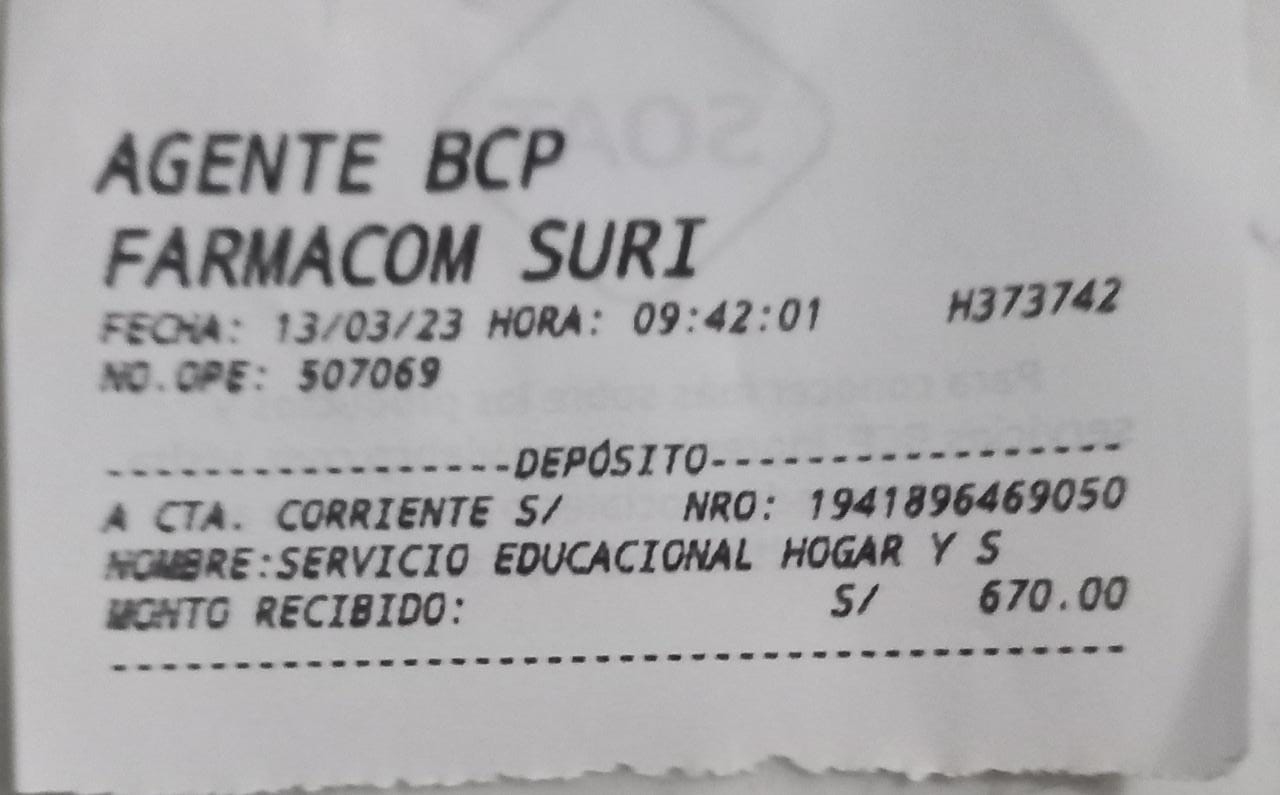 AGENTE BCP
FARMACOM SURI
FECHA: 13/03/23 HORA: 09:42:01 H373742
NO.OPE: 507069
-----------------DEPÓSITO-----------------
A CTA. CORRIENTE S/ NRO: 1941896469050
NOMBRE:SERVICIO EDUCACIONAL HOGAR Y S
MONTO RECIBIDO: S/ 670.00
------------------------------------------